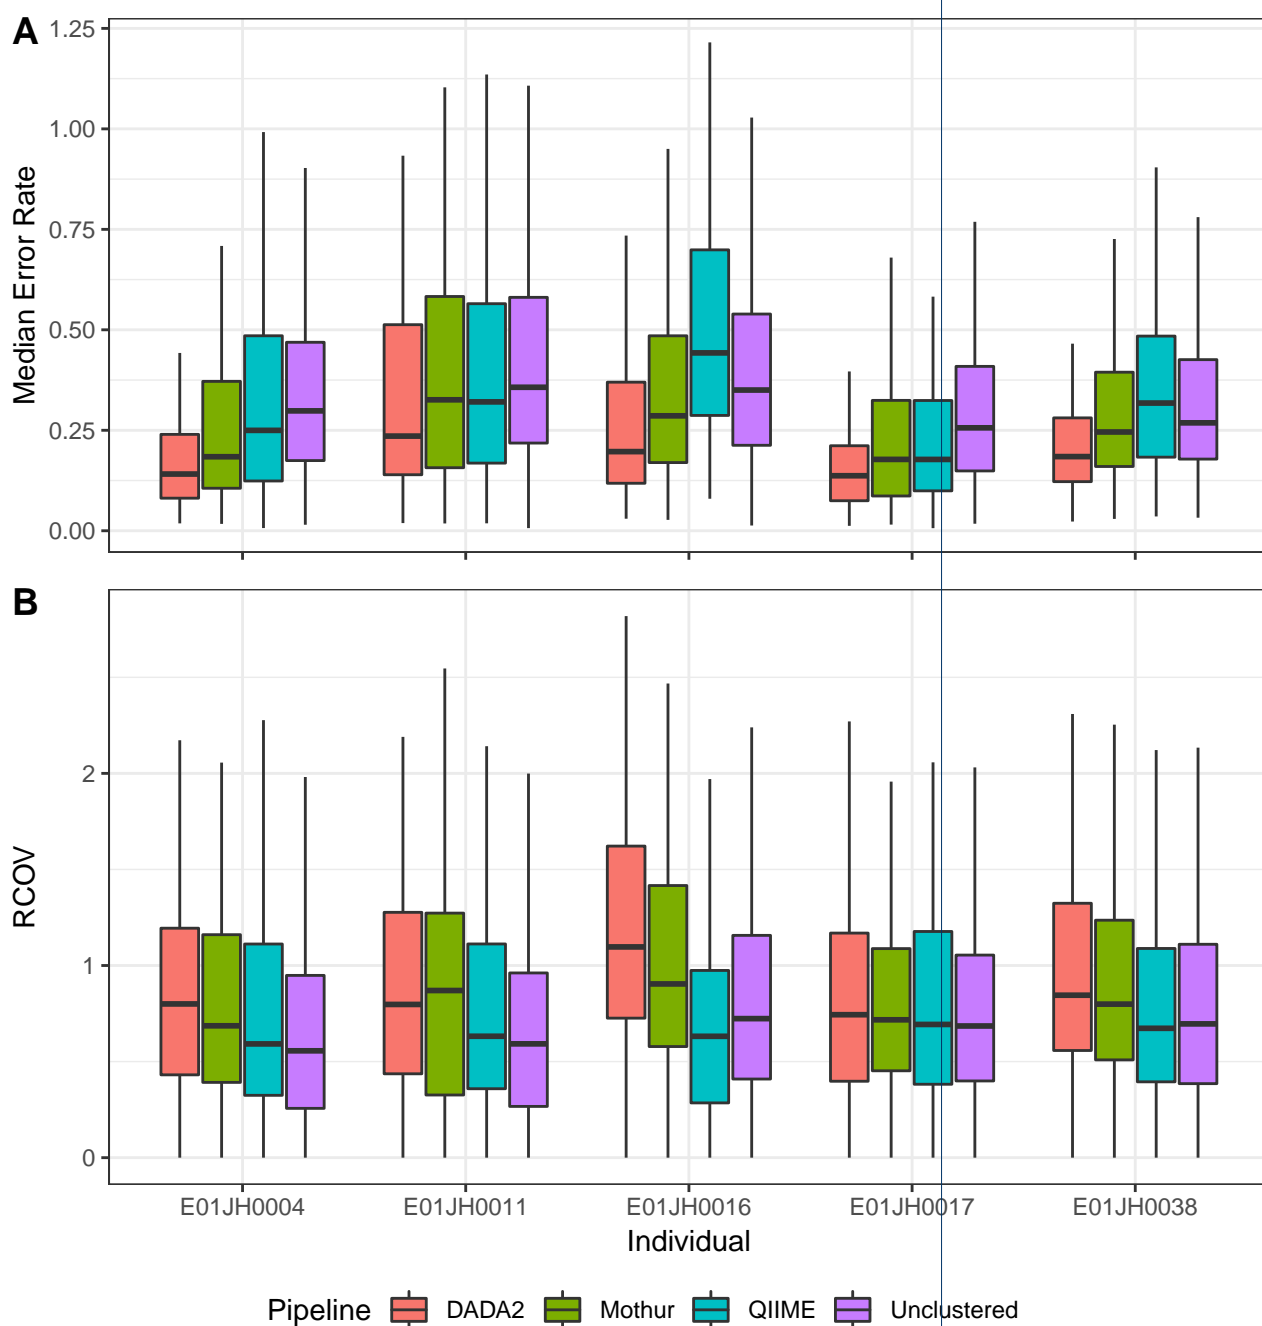 A
1.25
1.00
0.75
0.50
0.25
0.00
Median Error Rate
B
2
1
0
RCOV
E01JH0004 E01JH0011 E01JH0016 E01JH0017 E01JH0038
Individual
Pipeline DADA2 Mothur QIIME Unclustered